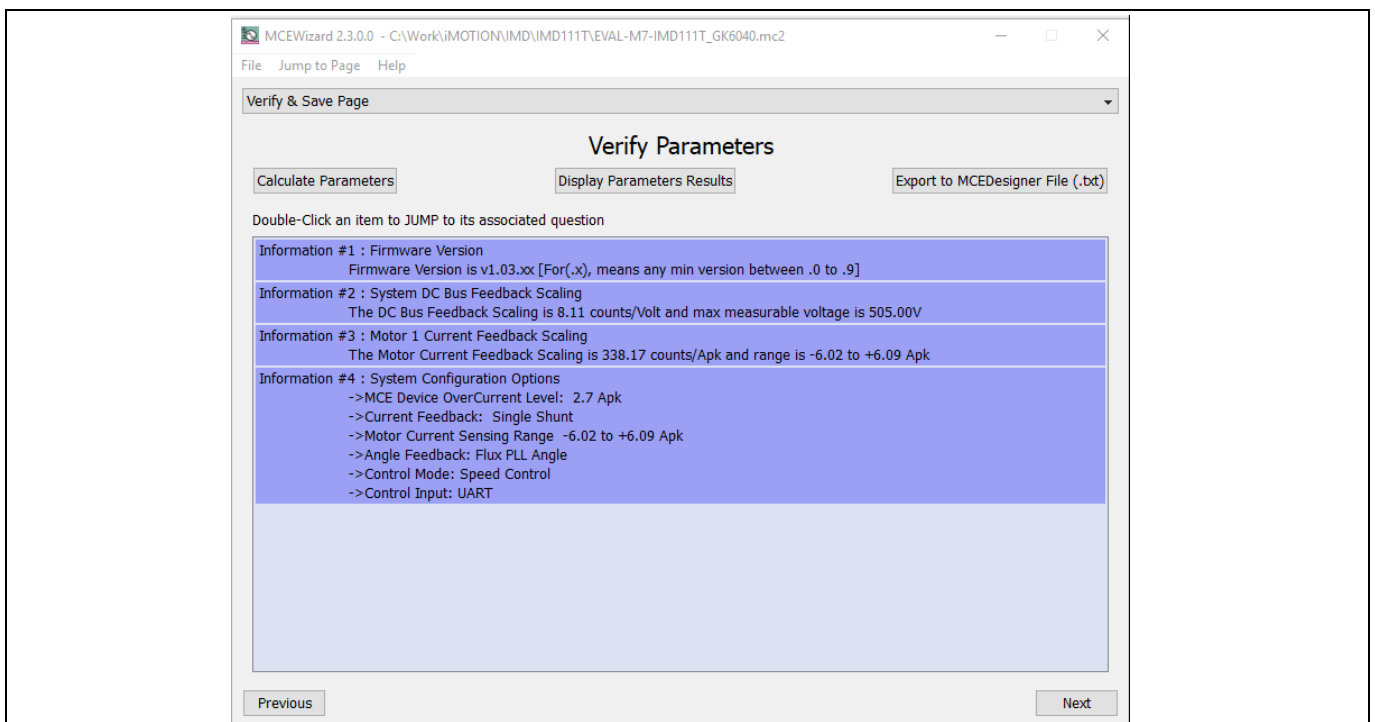 MCEWizard 2.3.0.0 - C:\Work\iMOTION\IMD\IMD111T\EVAL-M7-IMD111T_GK6040.mc2
File Jump to Page Help
Verify & Save Page
Verify Parameters
Calculate Parameters Display Parameters Results Export to MCEDesigner File (.txt)
Double-Click an item to JUMP to its associated question
Information #1 : Firmware Version
Firmware Version is v1.03.xx [For(.x), means any min version between .0 to .9]
Information #2 : System DC Bus Feedback Scaling
The DC Bus Feedback Scaling is 8.11 counts/Volt and max measurable voltage is 505.00V
Information #3 : Motor 1 Current Feedback Scaling
The Motor Current Feedback Scaling is 338.17 counts/Apk and range is -6.02 to +6.09 Apk
Information #4 : System Configuration Options
->MCE Device OverCurrent Level: 2.7 Apk
->Current Feedback: Single Shunt
->Motor Current Sensing Range -6.02 to +6.09 Apk
->Angle Feedback: Flux PLL Angle
->Control Mode: Speed Control
->Control Input: UART
Previous Next